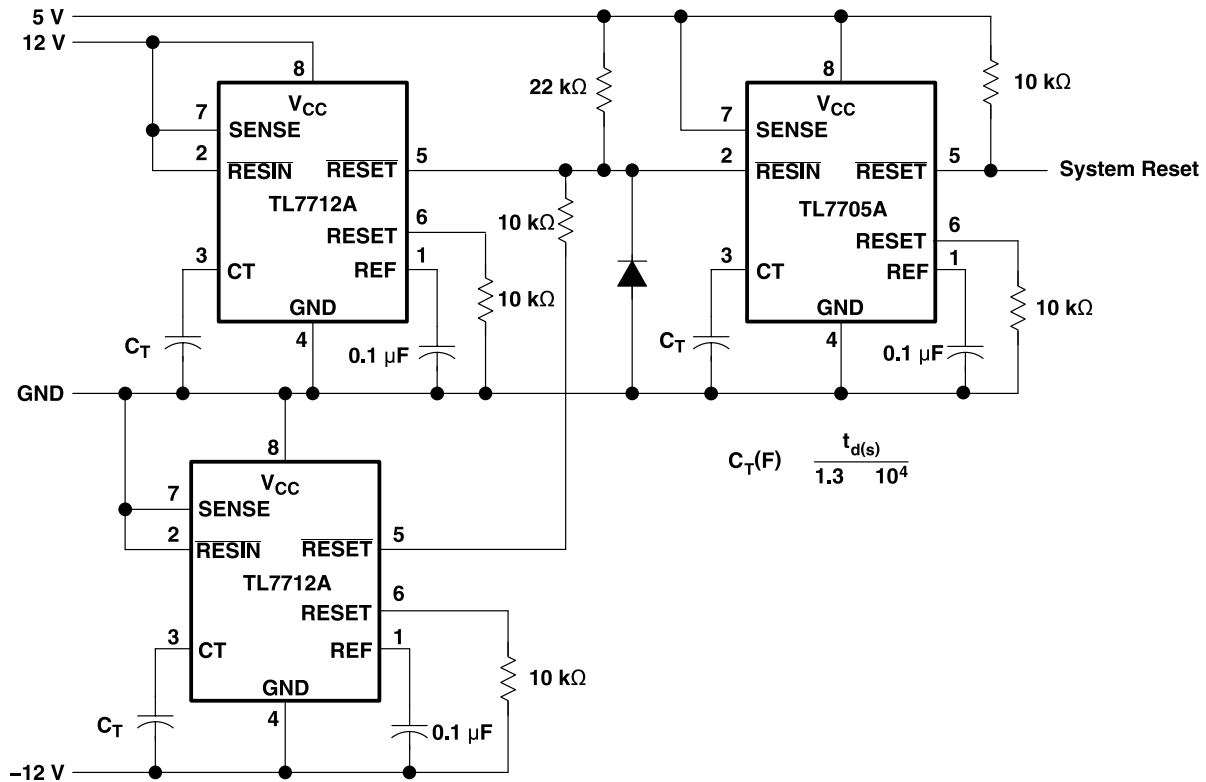 5 V
12 V
8
VCC
7
SENSE
2
RESIN
RESET
5
TL7712A
6
RESET
3
CT
REF
1
GND
4
CT
0.1 μF
10 kΩ
22 kΩ
10 kΩ
8
VCC
7
SENSE
2
RESIN
RESET
5
System Reset
10 kΩ
TL7705A
6
RESET
3
CT
REF
1
GND
4
CT
0.1 μF
10 kΩ
GND
8
VCC
7
SENSE
2
RESIN
RESET
5
TL7712A
6
RESET
3
CT
REF
1
GND
4
CT
0.1 μF
10 kΩ
–12 V
CT(F) td(s)
1.3 10⁴